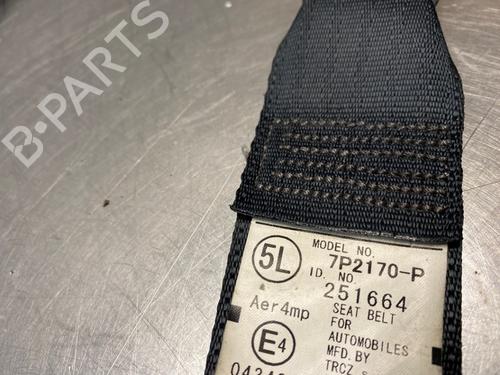 B-PARTS
5L
MODEL NO.
7P2170-P
ID. NO.
251664
Aer4mp
SEAT BELT
FOR
AUTOMOBILES
E4
MFD. BY
TRCZ